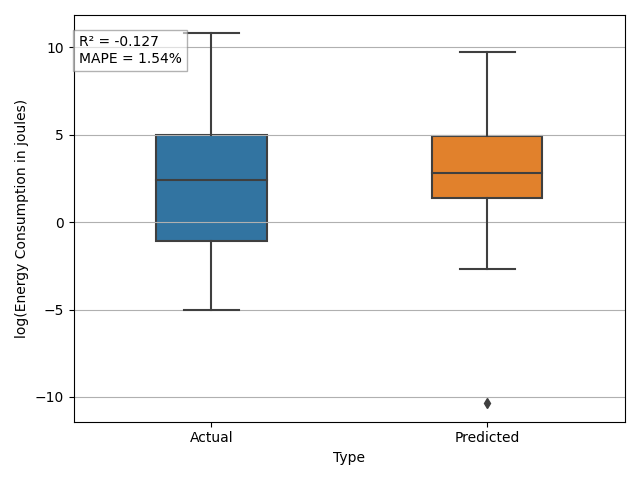 R² = -0.127
MAPE = 1.54%
10
5
0
−5
−10
log(Energy Consumption in joules)
Actual
Predicted
Type